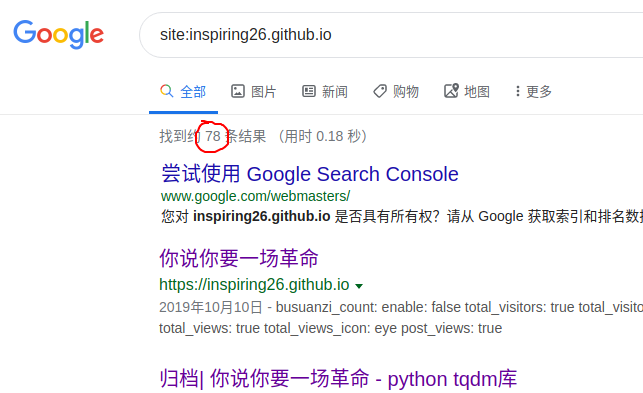 Google
site:inspiring26.github.io
全部 图片 新闻 购物 地图 更多
找到约 78 条结果 （用时 0.18 秒）
尝试使用 Google Search Console
www.google.com/webmasters/
您对 inspiring26.github.io 是否具有所有权？请从 Google 获取索引和排名数
你说你要一场革命
https://inspiring26.github.io
2019年10月10日 - busuanzi_count: enable: false total_visitors: true total_visito
total_views: true total_views_icon: eye post_views: true
归档| 你说你要一场革命 - python tqdm库